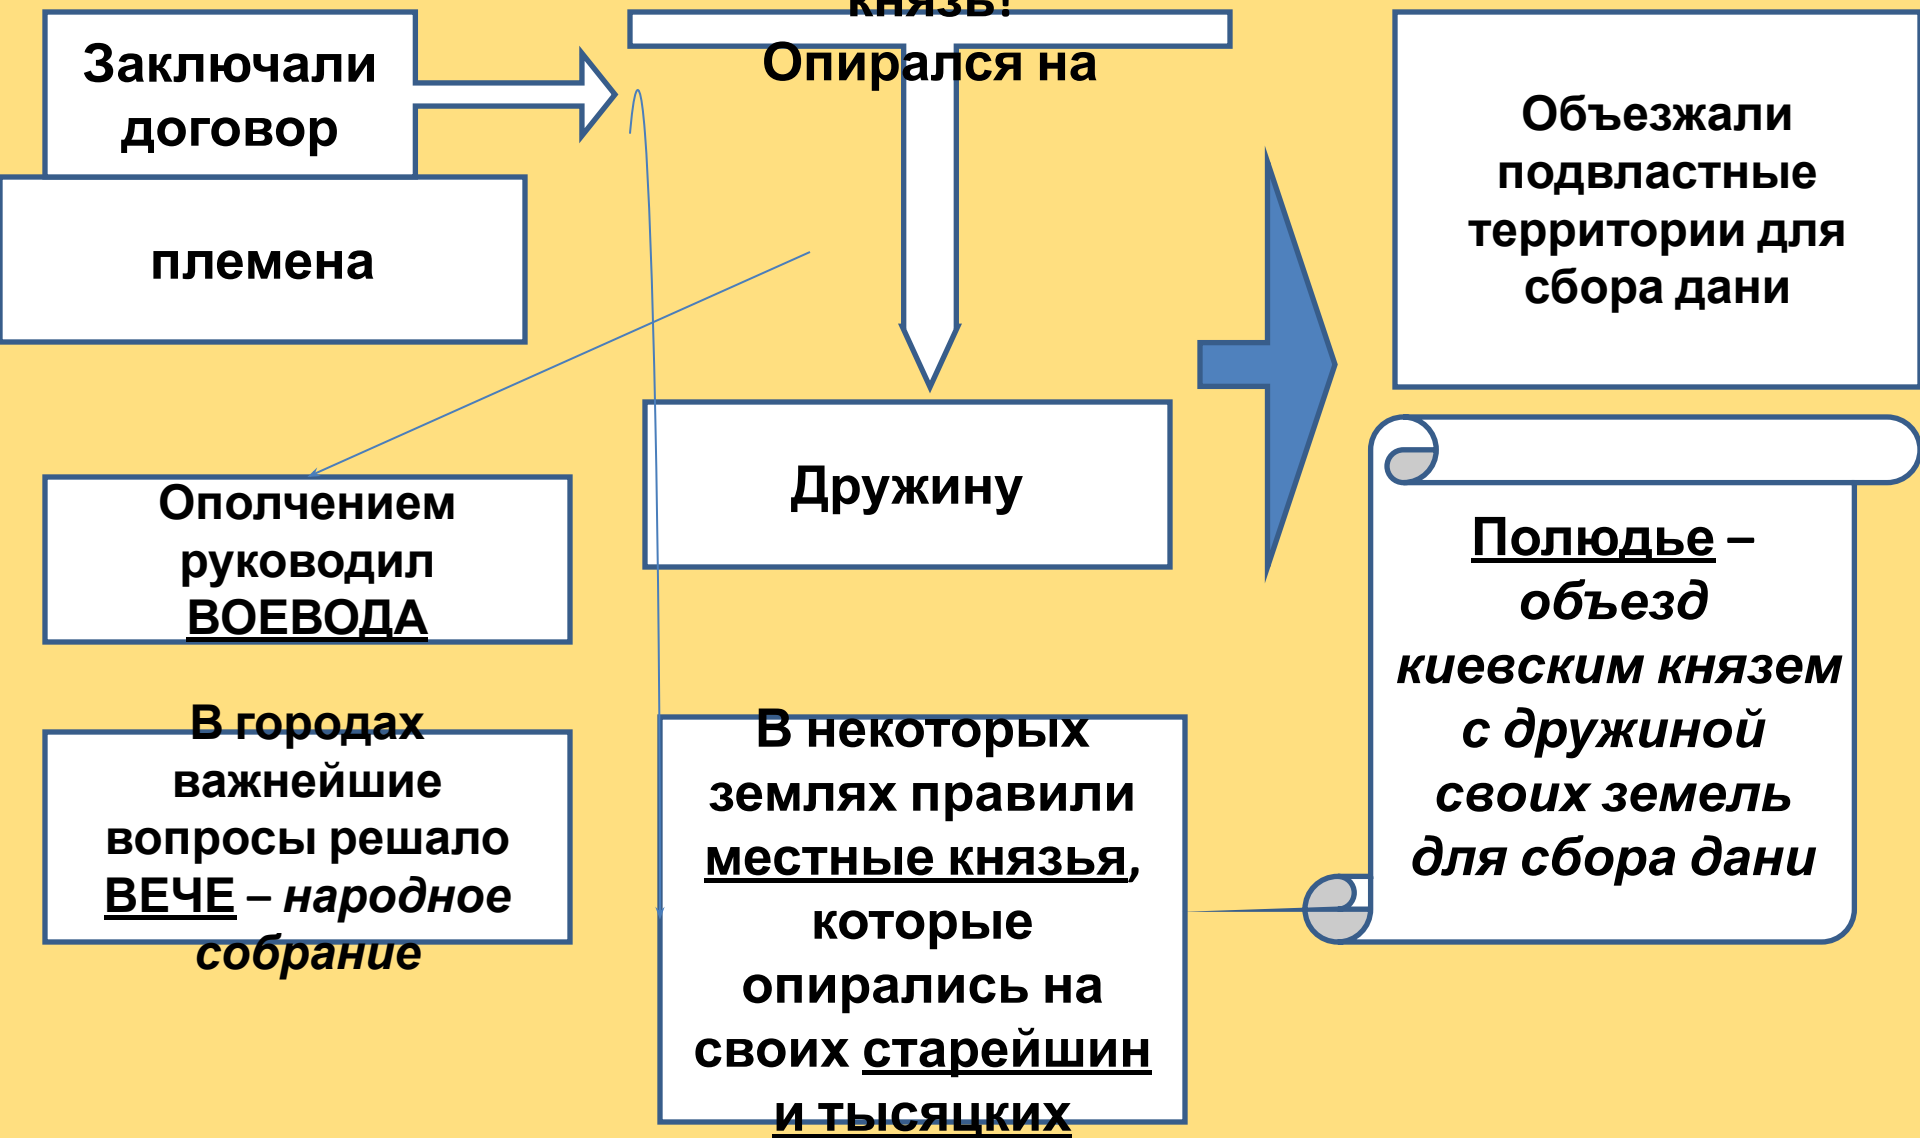 князь!
Опирался на
Заключали
договор
племена
Объезжали
подвластные
территории для
сбора дани
Дружину
Ополчением
руководил
ВОЕВОДА
Полюдье –
объезд
киевским князем
с дружиной
своих земель
для сбора дани
В городах
важнейшие
вопросы решало
ВЕЧЕ – народное
собрание
В некоторых
землях правили
местные князья,
которые
опирались на
своих старейшин
и тысяцких